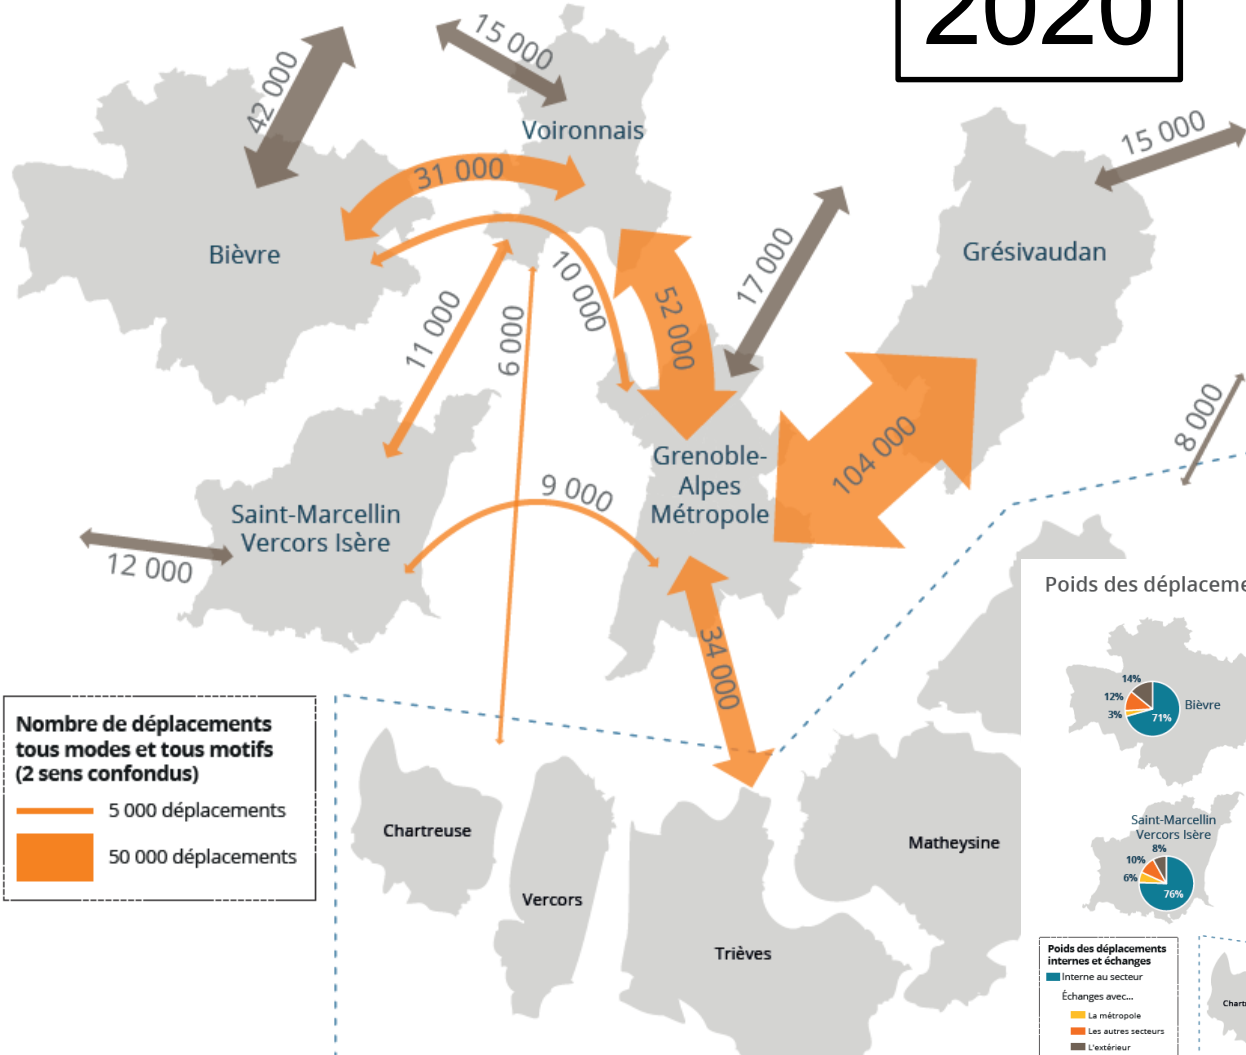 2020
42 000
15 000
Voironnais
15 000
31 000
Bièvre
Grésivaudan
17 000
10 000
11 000
6 000
52 000
8 000
104 000
Grenoble-
Alpes
Métropole
9 000
Saint-Marcellin
Vercors Isère
12 000
34 000
Nombre de déplacements
tous modes et tous motifs
(2 sens confondus)
5 000 déplacements
50 000 déplacements
Chartreuse
Vercors
Trièves
Matheysine
Poids des déplaceme
14%
12%
3%
71%
Bièvre
Saint-Marcellin
Vercors Isère
8%
10%
6%
76%
Poids des déplacements
internes et échanges
Interne au secteur
Échanges avec...
La métropole
Les autres secteurs
L'extérieur
Chart